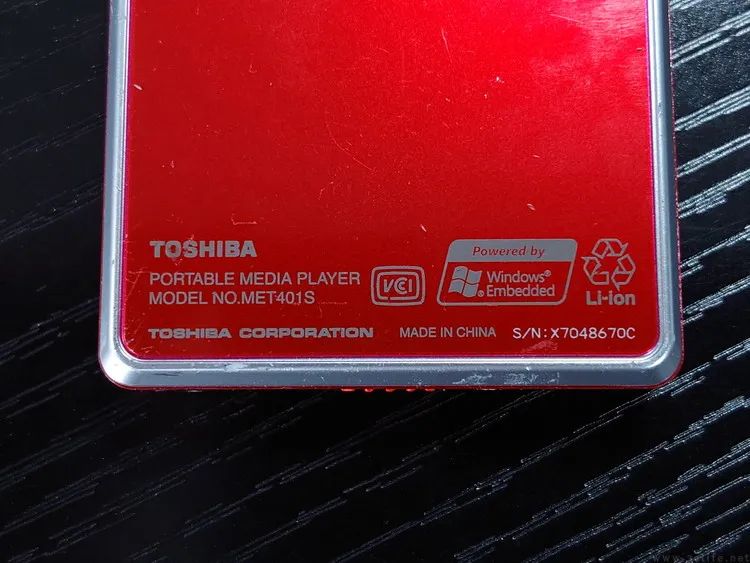 TOSHIBA
PORTABLE MEDIA PLAYER
MODEL NO.MET401S
VCI
Powered by
Windows®
Embedded
Li-ion
TOSHIBA CORPORATION MADE IN CHINA S/N: X7048670C